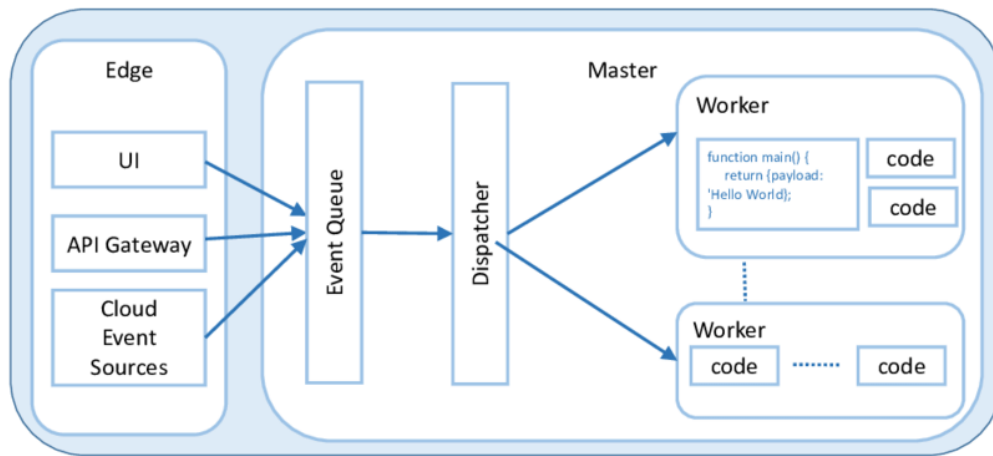 Edge
UI
API Gateway
Cloud
Event
Sources
Master
Event Queue
Dispatcher
Worker
function main() {
return {payload:
'Hello World};
}
code
code
Worker
code
code